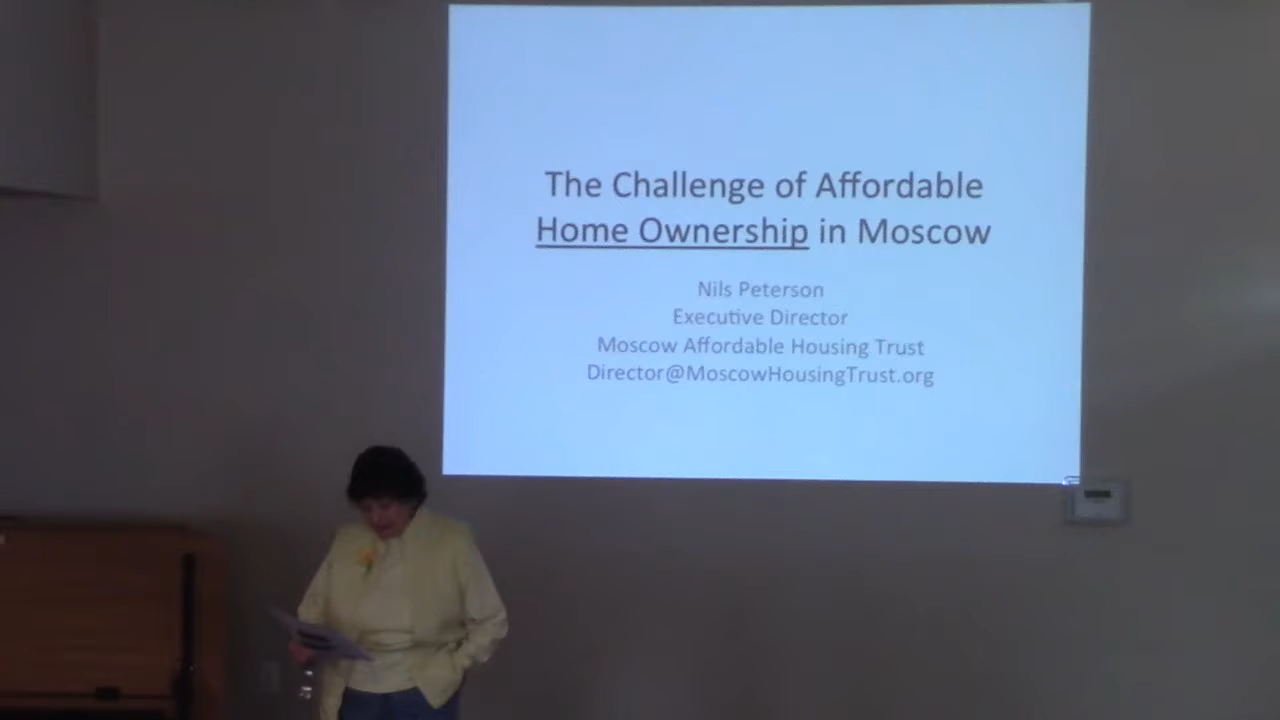 The Challenge of Affordable
Home Ownership in Moscow
Nils Peterson
Executive Director
Moscow Affordable Housing Trust
Director@MoscowHousingTrust.org